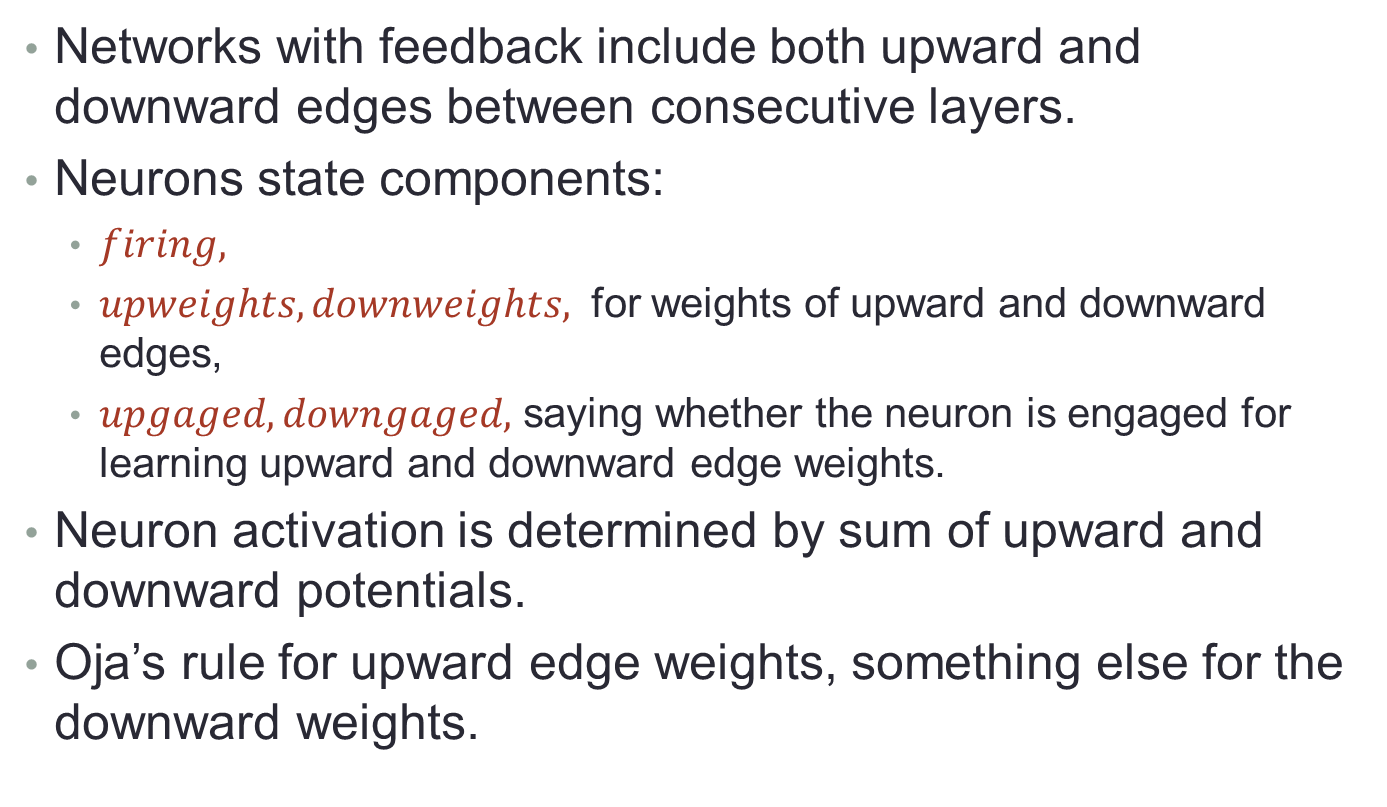 • Networks with feedback include both upward and
downward edges between consecutive layers.
• Neurons state components:
• firing,
• upweights, downweights, for weights of upward and downward
edges,
• upgaged, downgaged, saying whether the neuron is engaged for
learning upward and downward edge weights.
• Neuron activation is determined by sum of upward and
downward potentials.
• Oja’s rule for upward edge weights, something else for the
downward weights.